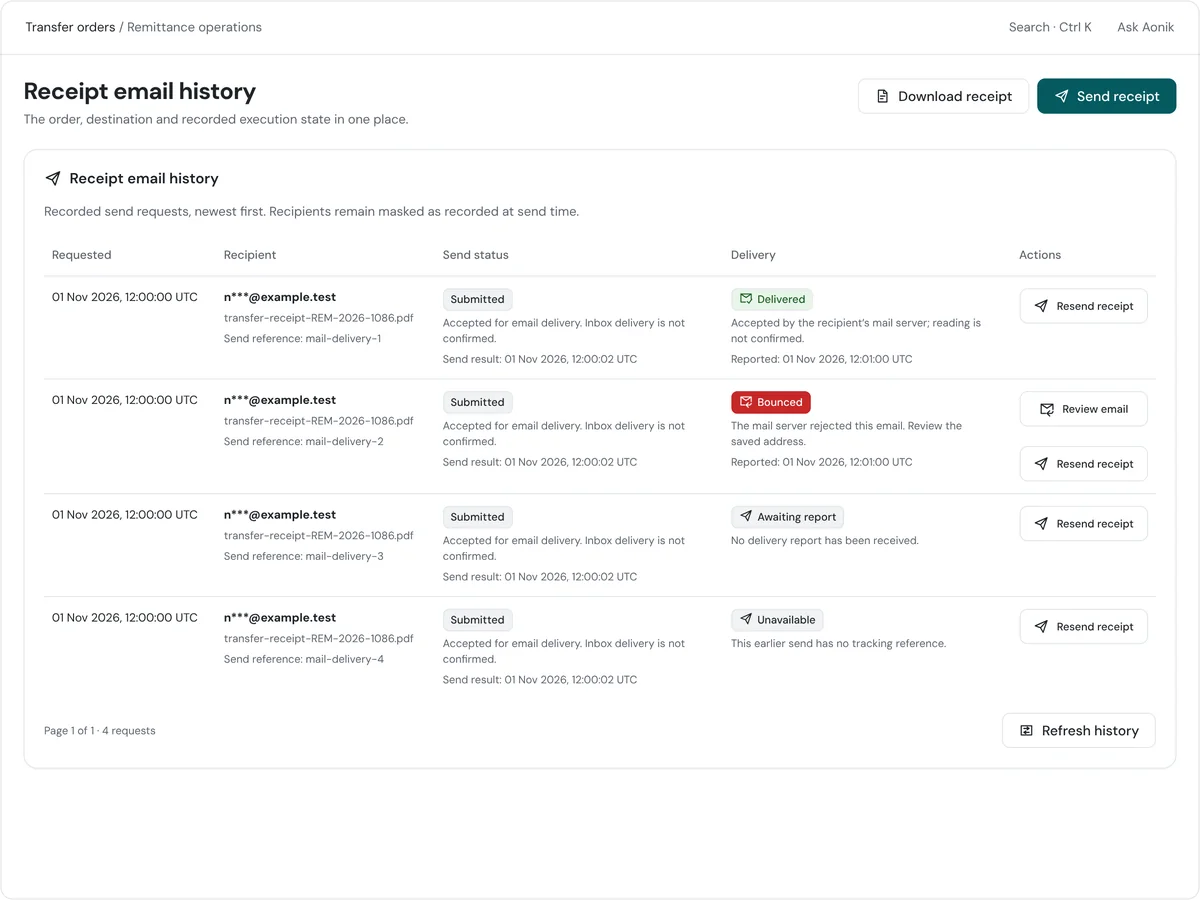 Transfer orders / Remittance operations
Search · Ctrl K
Ask Aonik
Receipt email history
The order, destination and recorded execution state in one place.
Download receipt
Send receipt
Receipt email history
Recorded send requests, newest first. Recipients remain masked as recorded at send time.
Requested
Recipient
Send status
Delivery
Actions
01 Nov 2026, 12:00:00 UTC
n***@example.test
transfer-receipt-REM-2026-1086.pdf
Send reference: mail-delivery-1
Submitted
Accepted for email delivery. Inbox delivery is not
confirmed.
Send result: 01 Nov 2026, 12:00:02 UTC
Delivered
Accepted by the recipient's mail server; reading is
not confirmed.
Reported: 01 Nov 2026, 12:01:00 UTC
Resend receipt
01 Nov 2026, 12:00:00 UTC
n***@example.test
transfer-receipt-REM-2026-1086.pdf
Send reference: mail-delivery-2
Submitted
Accepted for email delivery. Inbox delivery is not
confirmed.
Send result: 01 Nov 2026, 12:00:02 UTC
Bounced
The mail server rejected this email. Review the
saved address.
Reported: 01 Nov 2026, 12:01:00 UTC
Review email
Resend receipt
01 Nov 2026, 12:00:00 UTC
n***@example.test
transfer-receipt-REM-2026-1086.pdf
Send reference: mail-delivery-3
Submitted
Accepted for email delivery. Inbox delivery is not
confirmed.
Send result: 01 Nov 2026, 12:00:02 UTC
Awaiting report
No delivery report has been received.
Resend receipt
01 Nov 2026, 12:00:00 UTC
n***@example.test
transfer-receipt-REM-2026-1086.pdf
Send reference: mail-delivery-4
Submitted
Accepted for email delivery. Inbox delivery is not
confirmed.
Send result: 01 Nov 2026, 12:00:02 UTC
Unavailable
This earlier send has no tracking reference.
Resend receipt
Page 1 of 1 · 4 requests
Refresh history